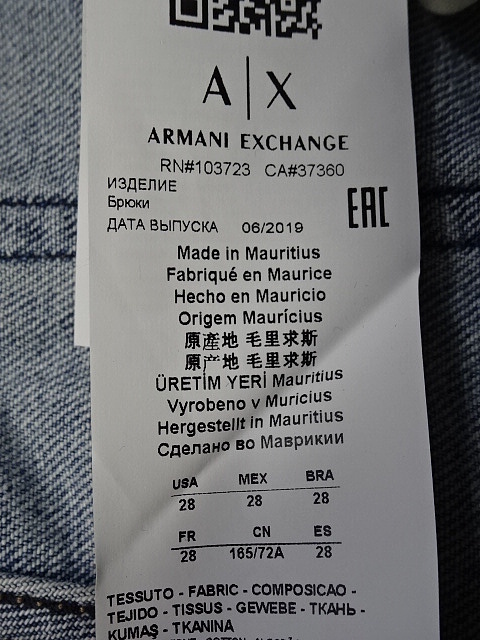 A|X
ARMANI EXCHANGE
RN#103723 CA#37360
ИЗДЕЛИЕ
Брюки
EAC
ДАТА ВЫПУСКА 06/2019
Made in Mauritius
Fabriqué en Maurice
Hecho en Mauricio
Origem Maurícius
原產地 毛里求斯
原产地 毛里求斯
ÜRETİM YERİ Mauritius
Vyrobeno v Muricius
Hergestellt in Mauritius
Сделано во Маврикии
USA MEX BRA
28 28 28
FR CN ES
28 165/72A 28
TESSUTO - FABRIC - COMPOSICAO -
TEJIDO - TISSUS - GEWEBE - ТКАНЬ -
KUMAŞ - TKANINA